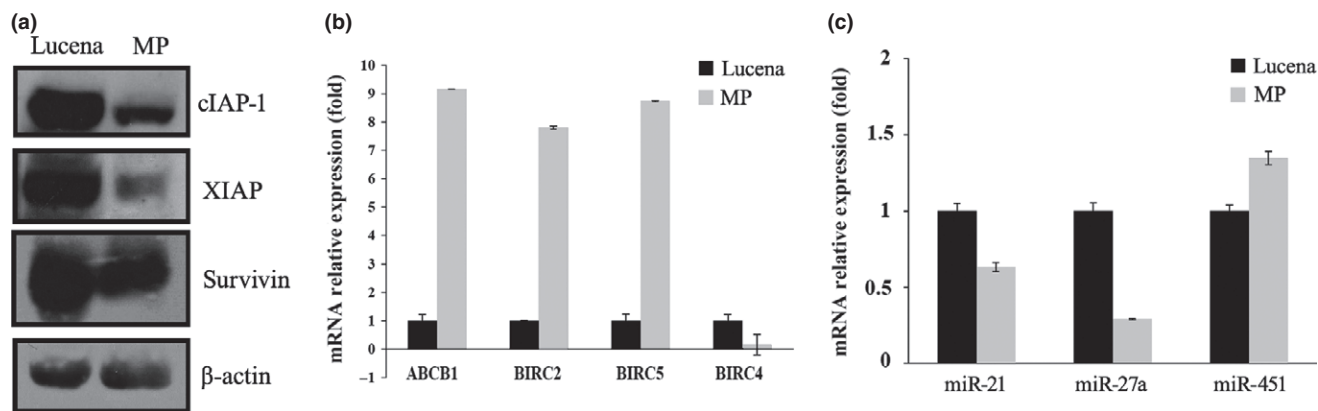 (a)
Lucena MP
cIAP-1
XIAP
Survivin
β-actin
(b)
mRNA relative expression (fold)
10
9
8
7
6
5
4
3
2
1
0
−1
Lucena
MP
ABCB1 BIRC2 BIRC5 BIRC4
(c)
mRNA relative expression (fold)
2
1.5
1
0.5
0
Lucena
MP
miR-21 miR-27a miR-451